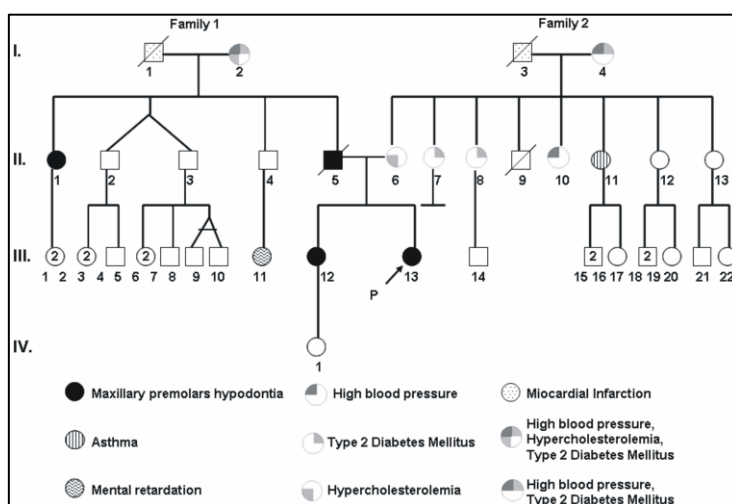 Family 1 Family 2
I.
1 2 3 4
II.
1 2 3 4 5 6 7 8 9 10 11 12 13
2 2 2 2 2
III.
1 2 3 4 5 6 7 8 9 10 11 12 13 14 15 16 17 18 19 20 21 22
P
IV.
1
Maxillary premolars hypodontia
High blood pressure
Miocardial Infarction
Asthma
Type 2 Diabetes Mellitus
High blood pressure,
Hypercholesterolemia,
Type 2 Diabetes Mellitus
Mental retardation
Hypercholesterolemia
High blood pressure,
Type 2 Diabetes Mellitus